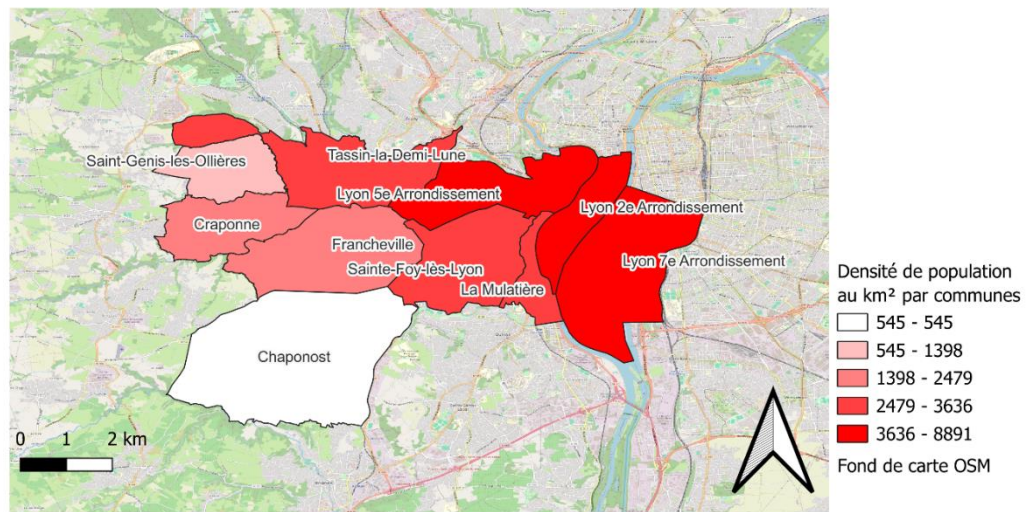 Saint-Genis-les-Ollières
Tassin-la-Demi-Lune
Lyon 5e Arrondissement
Lyon 2e Arrondissement
Craponne
Francheville
Sainte-Foy-lès-Lyon
Lyon 7e Arrondissement
La Mulatière
Chaponost
0 1 2 km
Densité de population
au km² par communes
545 - 545
545 - 1398
1398 - 2479
2479 - 3636
3636 - 8891
Fond de carte OSM